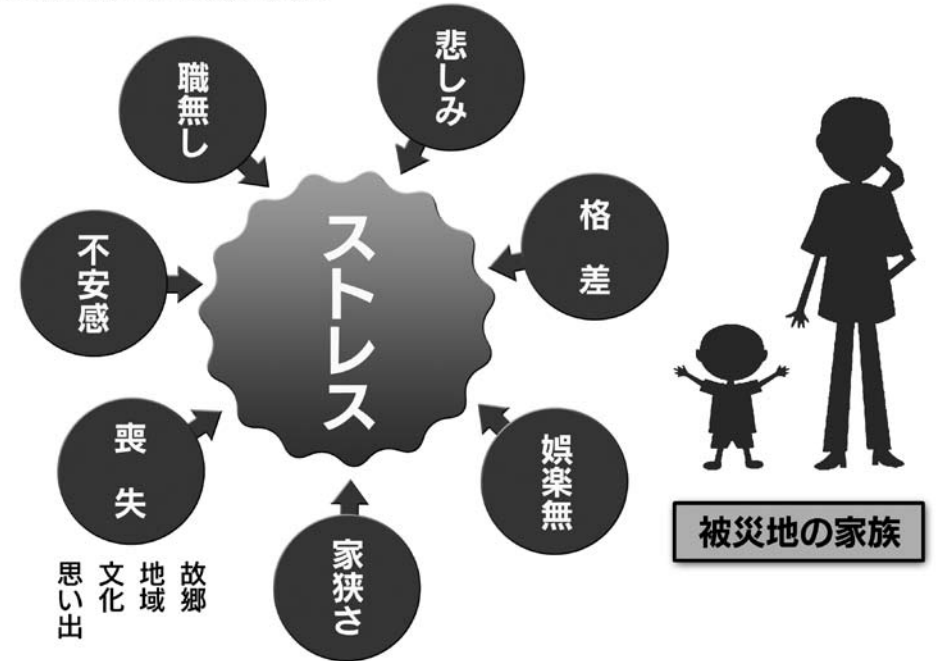 悲しみ
職無し
格差
不安感
ストレス
喪失
娯楽無
家狭さ
故郷
地域
文化
思い出
被災地の家族